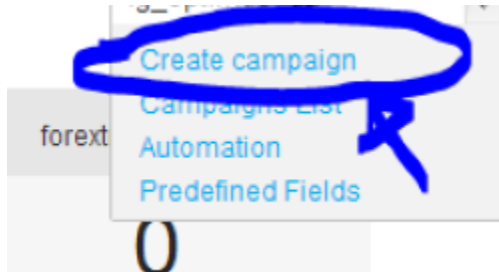 Create campaign
Campaigns List
forext
Automation
Predefined Fields
0